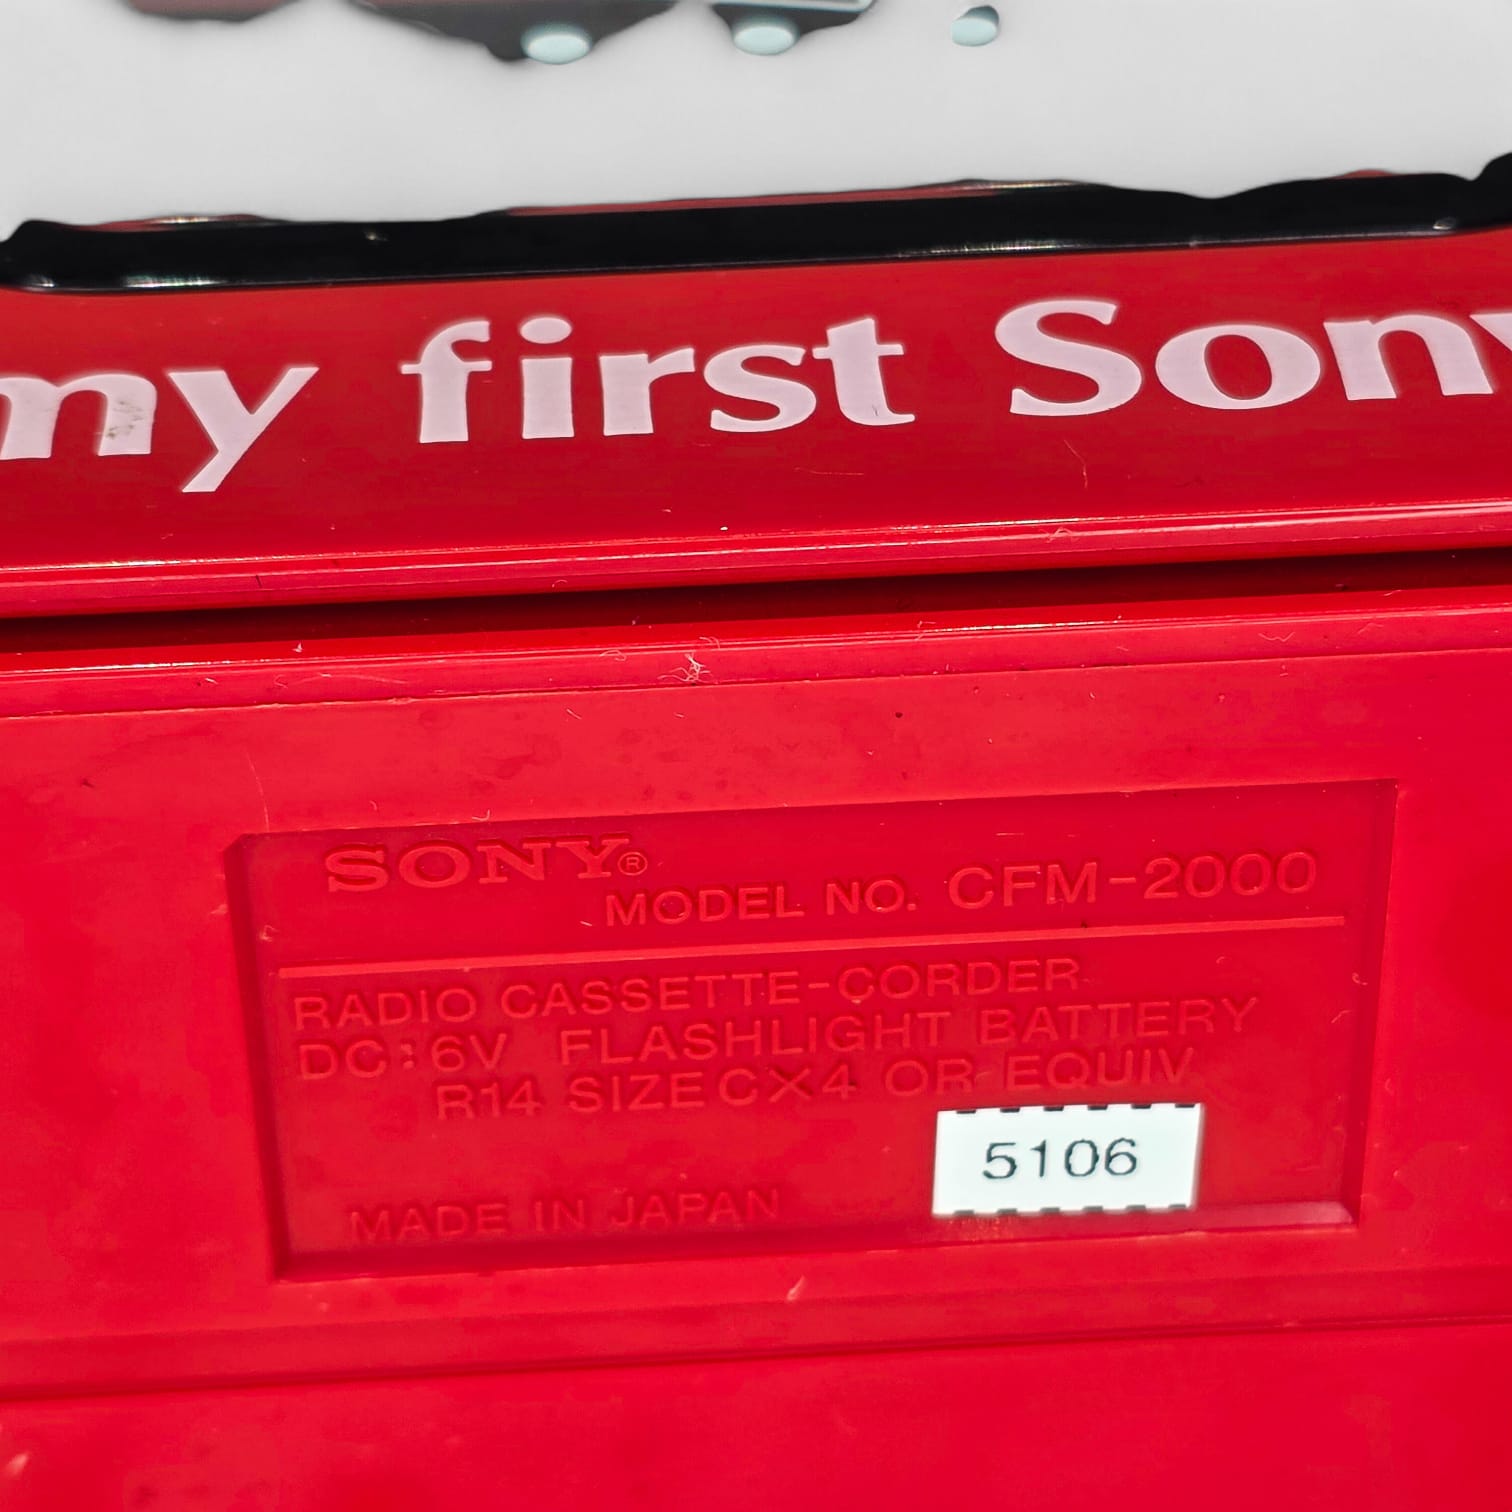 my first Sony
SONY®
MODEL NO. CFM-2000
RADIO CASSETTE-CORDER
DC:6V FLASHLIGHT BATTERY
R14 SIZE C×4 OR EQUIV
5106
MADE IN JAPAN